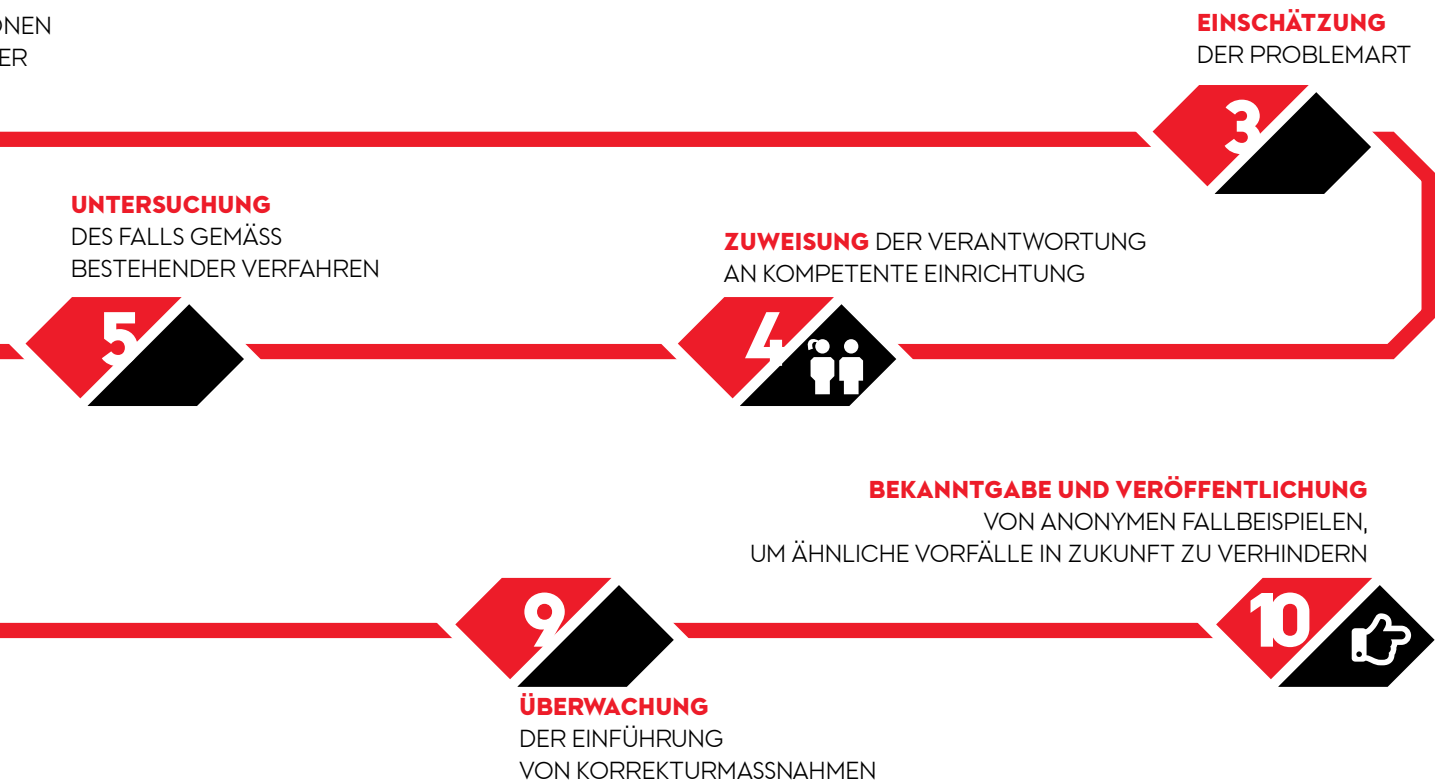 EINSCHÄTZUNG
DER PROBLEMART
3
UNTERSUCHUNG
DES FALLS GEMÄSS
BESTEHENDER VERFAHREN
5
ZUWEISUNG DER VERANTWORTUNG
AN KOMPETENTE EINRICHTUNG
4
BEKANNTGABE UND VERÖFFENTLICHUNG
VON ANONYMEN FALLBEISPIELEN,
UM ÄHNLICHE VORFÄLLE IN ZUKUNFT ZU VERHINDERN
9
10
ÜBERWACHUNG
DER EINFÜHRUNG
VON KORREKTURMASSNAHMEN